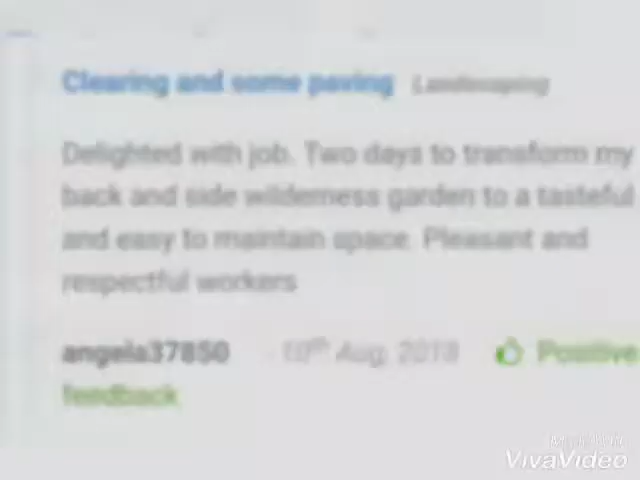 Clearing and some paving Landscaping
Delighted with job. Two days to transform my
back and side wilderness garden to a tasteful
and easy to maintain space. Pleasant and
respectful workers
angela37850 - 10th Aug, 2018 Positive
feedback
VivaVideo